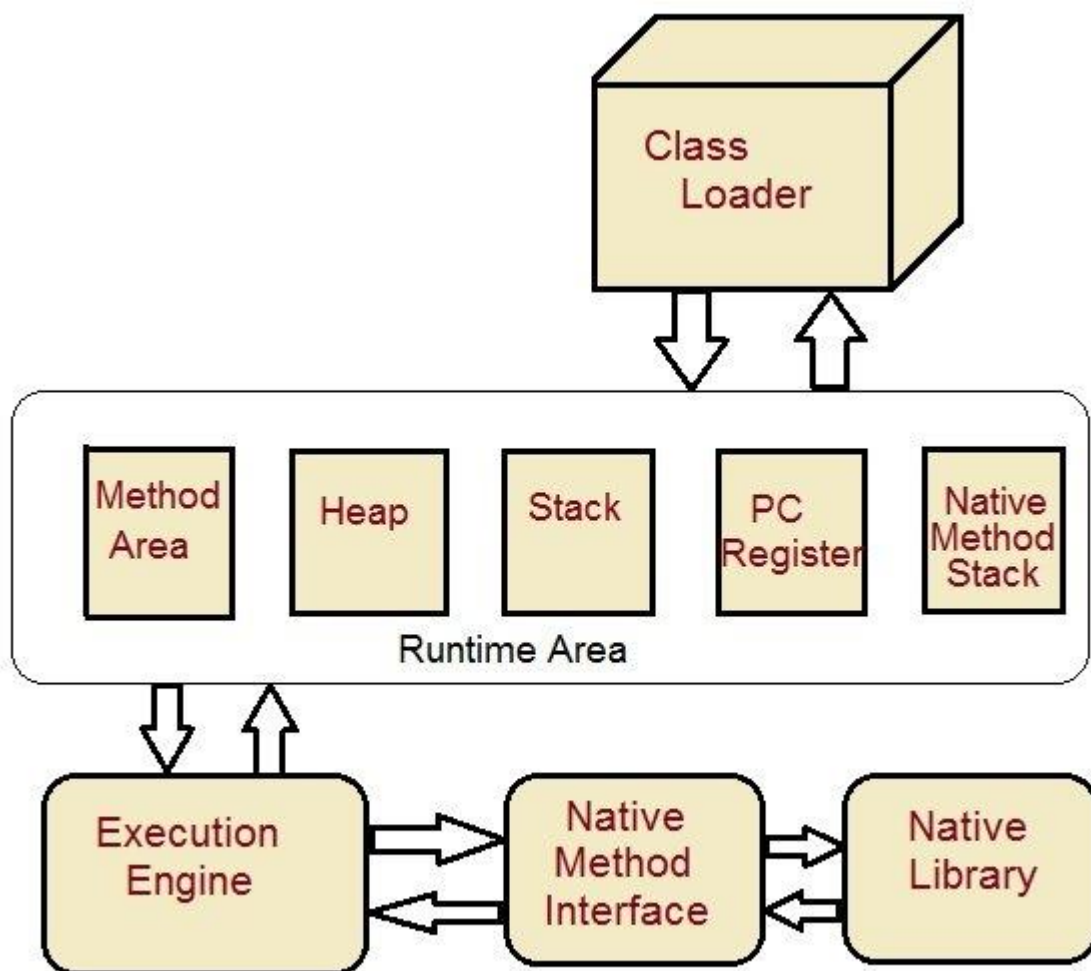 Class
Loader
Method
Area
Heap
Stack
PC
Register
Native
Method
Stack
Runtime Area
Execution
Engine
Native
Method
Interface
Native
Library